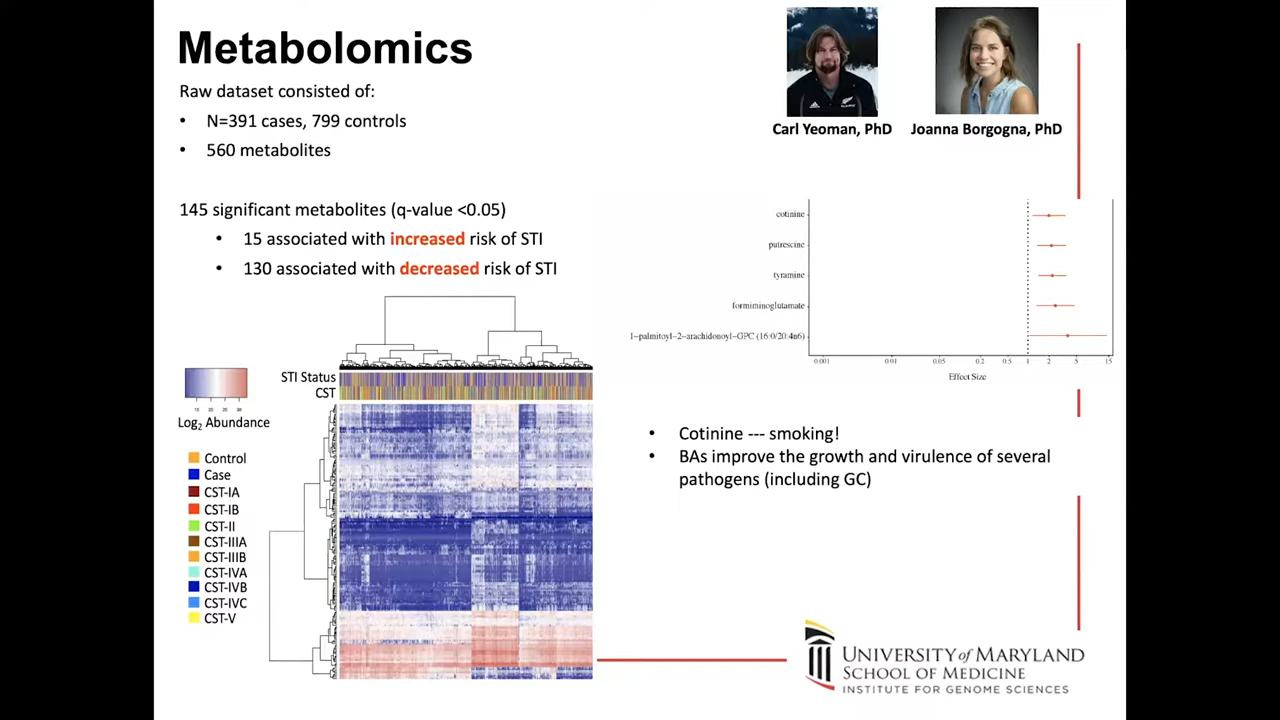 Metabolomics
Raw dataset consisted of:
• N=391 cases, 799 controls
• 560 metabolites
145 significant metabolites (q-value <0.05)
• 15 associated with increased risk of STI
• 130 associated with decreased risk of STI
Carl Yeoman, PhD
Joanna Borgogna, PhD
cotinine
putrescine
tyramine
formiminoglutamate
1-palmitoyl-2-arachidonoyl-GPC (16:0/20:4n6)
0.001 0.01 0.05 0.2 0.5 1 2 5 15
Effect Size
STI Status
CST
Log2 Abundance
Control
Case
CST-IA
CST-IB
CST-II
CST-IIIA
CST-IIIB
CST-IVA
CST-IVB
CST-IVC
CST-V
• Cotinine --- smoking!
• BAs improve the growth and virulence of several
pathogens (including GC)
UNIVERSITY of MARYLAND
SCHOOL OF MEDICINE
INSTITUTE FOR GENOME SCIENCES